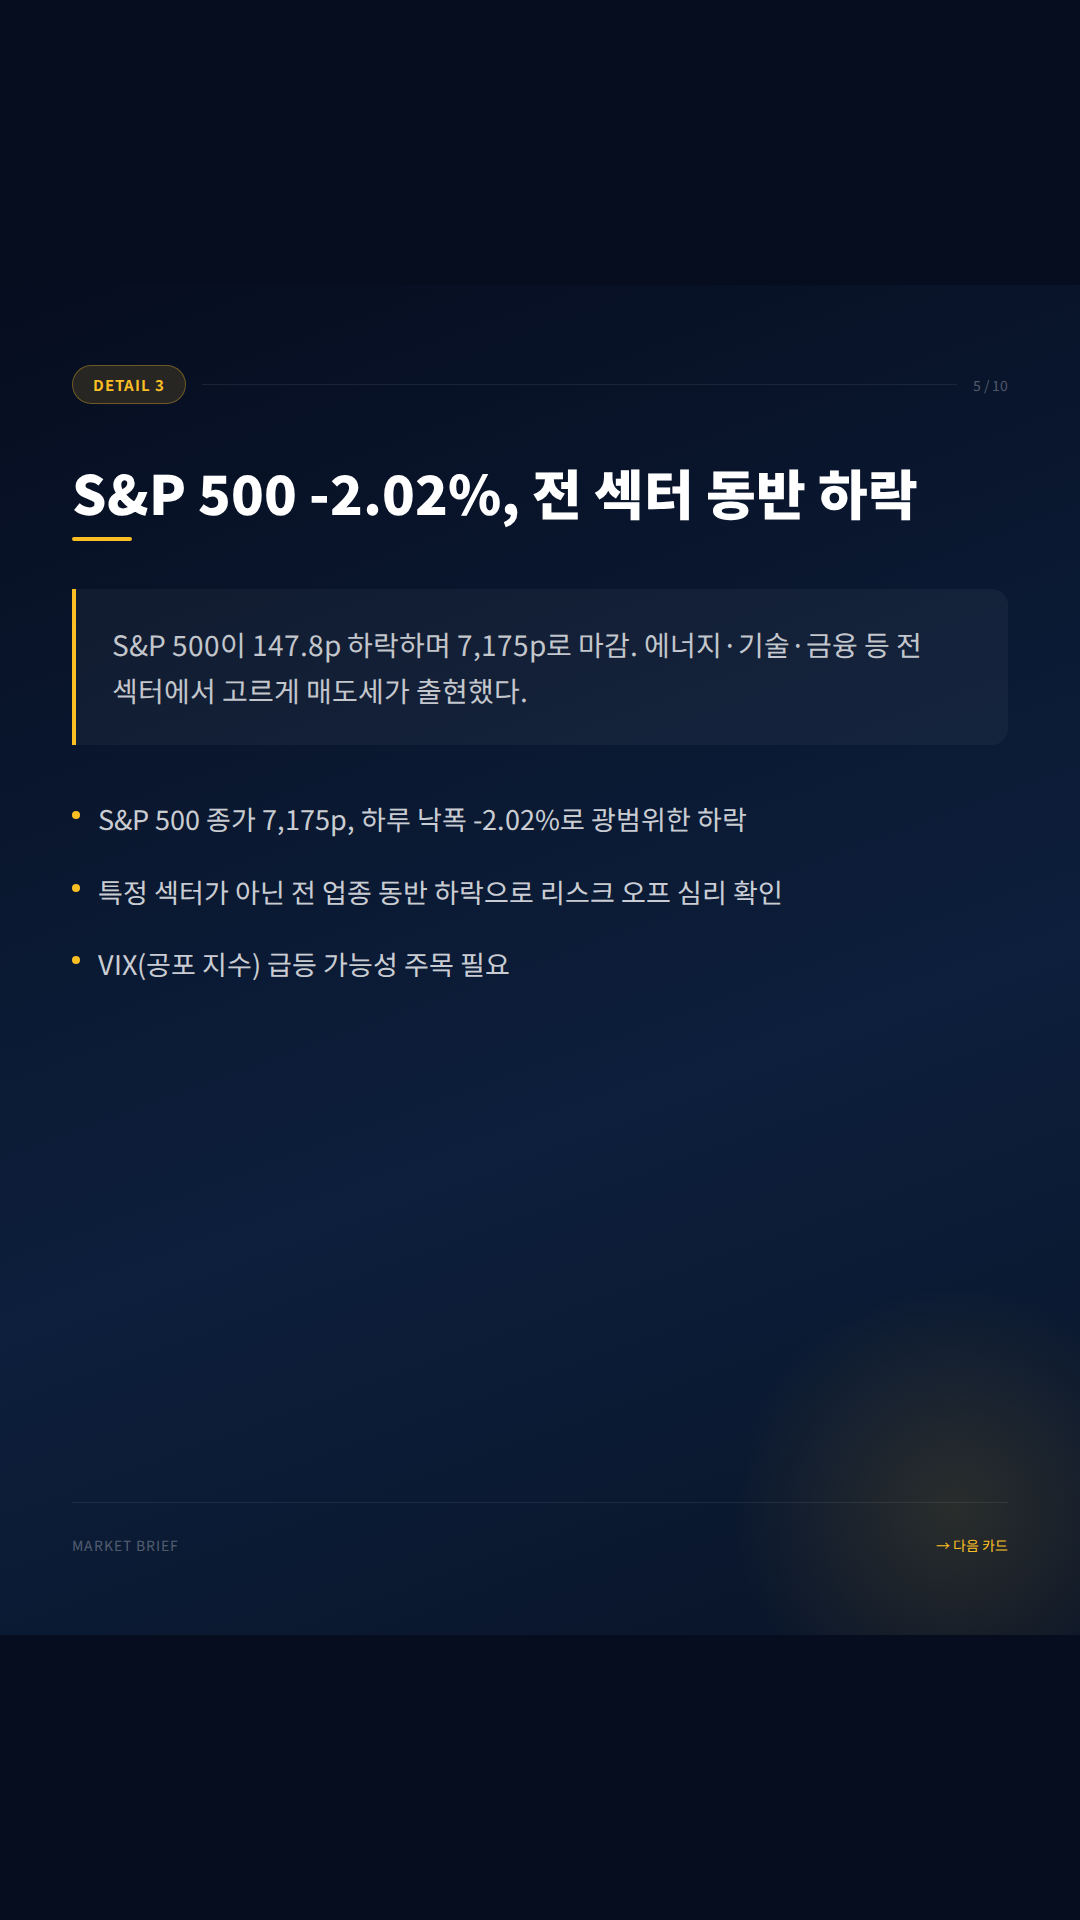 DETAIL 3
5 / 10
S&P 500 -2.02%, 전 섹터 동반 하락
S&P 500이 147.8p 하락하며 7,175p로 마감. 에너지·기술·금융 등 전
섹터에서 고르게 매도세가 출현했다.
S&P 500 종가 7,175p, 하루 낙폭 -2.02%로 광범위한 하락
특정 섹터가 아닌 전 업종 동반 하락으로 리스크 오프 심리 확인
VIX(공포 지수) 급등 가능성 주목 필요
MARKET BRIEF
→ 다음 카드